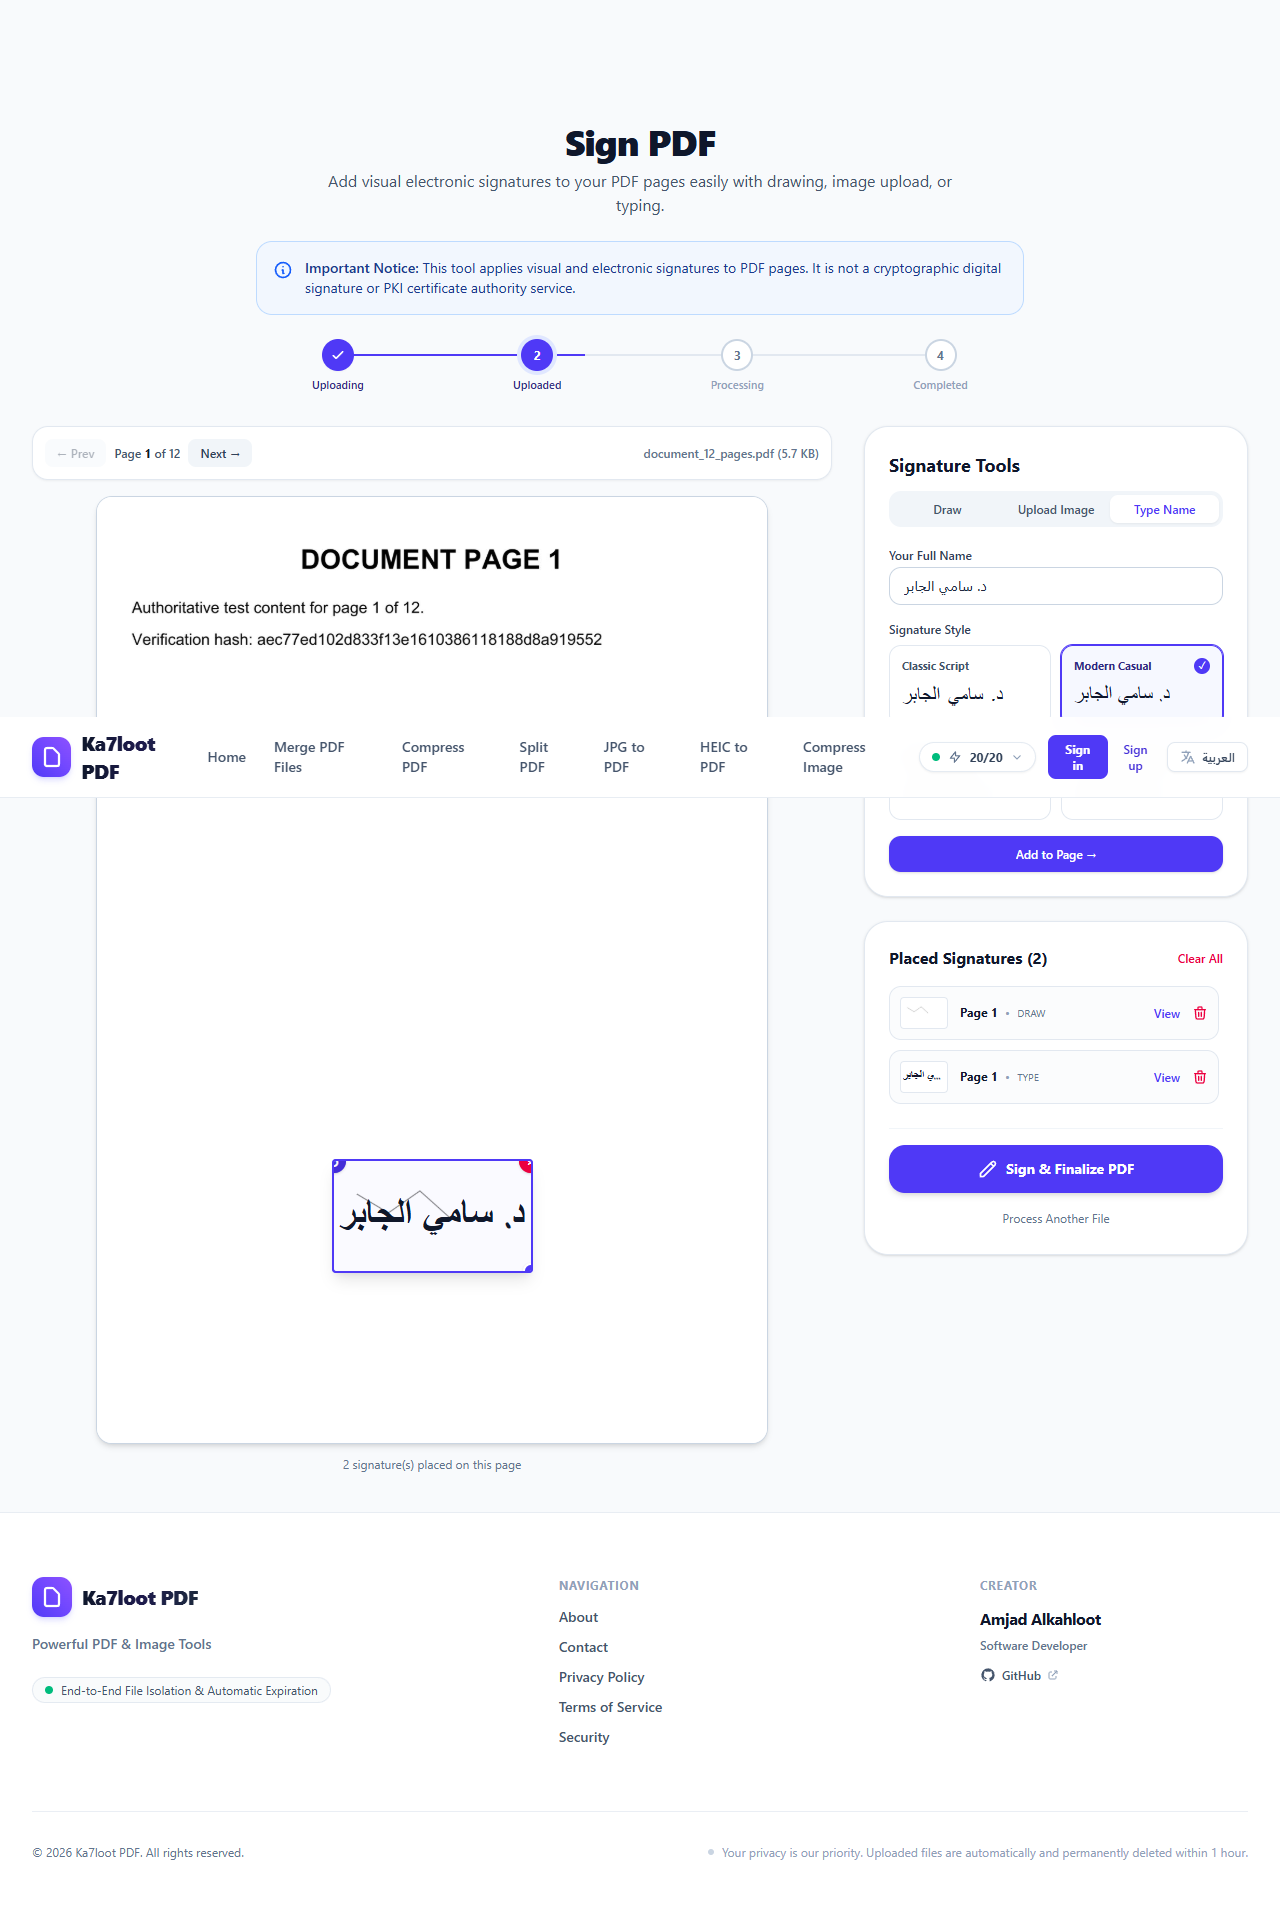 Sign PDF
Add visual electronic signatures to your PDF pages easily with drawing, image upload, or
typing.
Important Notice: This tool applies visual and electronic signatures to PDF pages. It is not a cryptographic digital
signature or PKI certificate authority service.
2
3
4
Uploading
Uploaded
Processing
Completed
← Prev
Page 1 of 12
Next →
document_12_pages.pdf (5.7 KB)
DOCUMENT PAGE 1
Authoritative test content for page 1 of 12.
Verification hash: aec77ed102d833f13e1610386118188d8a919552
Signature Tools
Draw
Upload Image
Type Name
Your Full Name
د. سامي الجابر
Signature Style
Classic Script
د. سامي الجابر
Modern Casual
د. سامي الجابر
Ka7loot
PDF
Home
Merge PDF
Files
Compress
PDF
Split
PDF
JPG to
PDF
HEIC to
PDF
Compress
Image
20/20
Sign
in
Sign
up
العربية
Add to Page →
Placed Signatures (2)
Clear All
Page 1 • DRAW
View
ي الجابر...
Page 1 • TYPE
View
Sign & Finalize PDF
Process Another File
د. سامي الجابر
2 signature(s) placed on this page
Ka7loot PDF
Powerful PDF & Image Tools
End-to-End File Isolation & Automatic Expiration
NAVIGATION
About
Contact
Privacy Policy
Terms of Service
Security
CREATOR
Amjad Alkahloot
Software Developer
GitHub
© 2026 Ka7loot PDF. All rights reserved.
Your privacy is our priority. Uploaded files are automatically and permanently deleted within 1 hour.